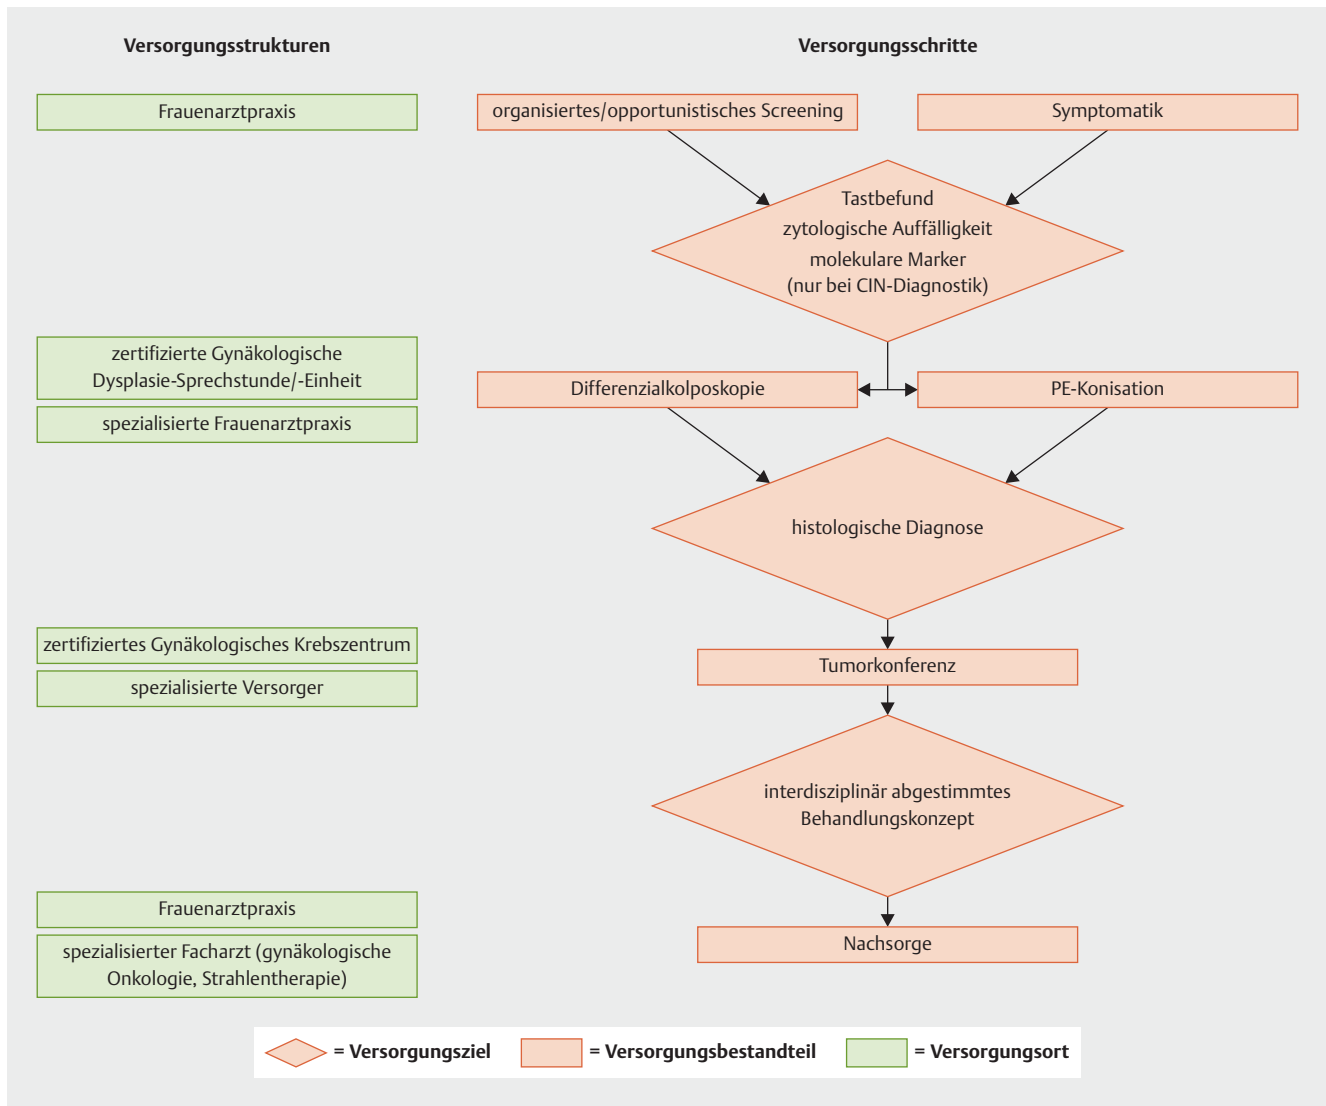 Versorgungsstrukturen
Versorgungsschritte
Frauenarztpraxis
organisiertes/opportunistisches Screening
Symptomatik
Tastbefund
zytologische Auffälligkeit
molekulare Marker
(nur bei CIN-Diagnostik)
zertifizierte Gynäkologische
Dysplasie-Sprechstunde/-Einheit
spezialisierte Frauenarztpraxis
Differenzialkolposkopie
PE-Konisation
histologische Diagnose
zertifiziertes Gynäkologisches Krebszentrum
spezialisierte Versorger
Tumorkonferenz
interdisziplinär abgestimmtes
Behandlungskonzept
Frauenarztpraxis
spezialisierter Facharzt (gynäkologische
Onkologie, Strahlentherapie)
Nachsorge
= Versorgungsziel
= Versorgungsbestandteil
= Versorgungsort